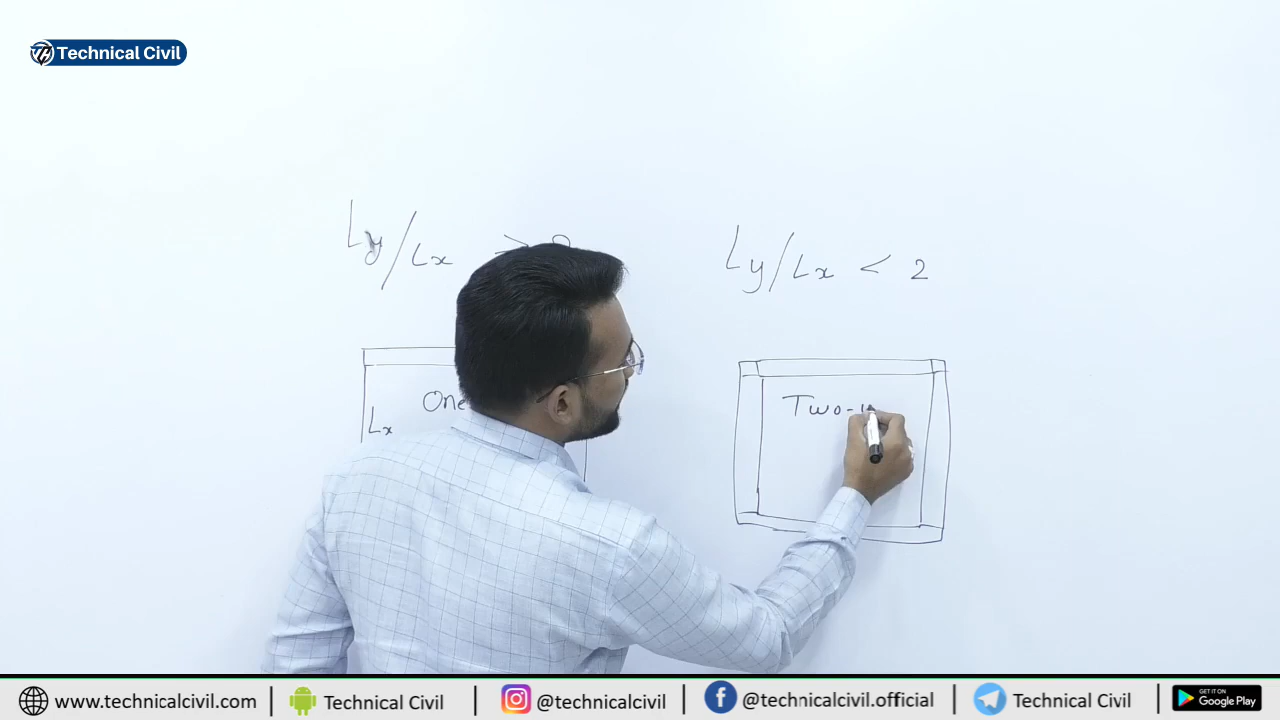 Technical Civil
Ly/Lx >
Ly/Lx < 2
One
Lx
Two-
www.technicalcivil.com
Technical Civil
@technicalcivil
@technicalcivil.official
Technical Civil
GET IT ON
Google Play